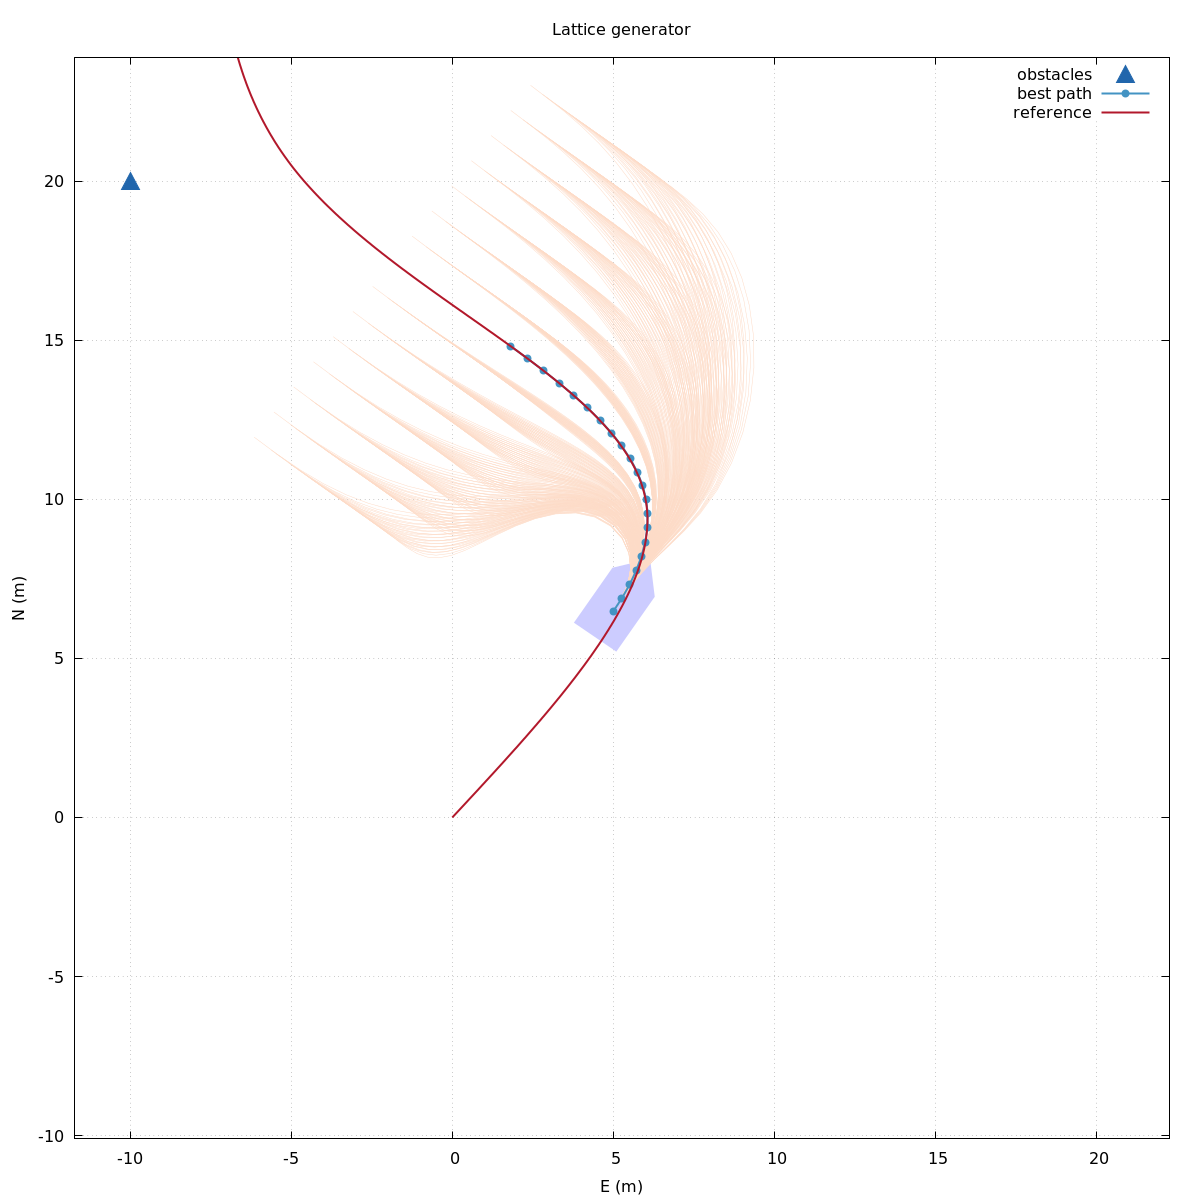 Lattice generator
obstacles
best path
reference
20
15
10
5
0
-5
-10
N (m)
-10 -5 0 5 10 15 20
E (m)